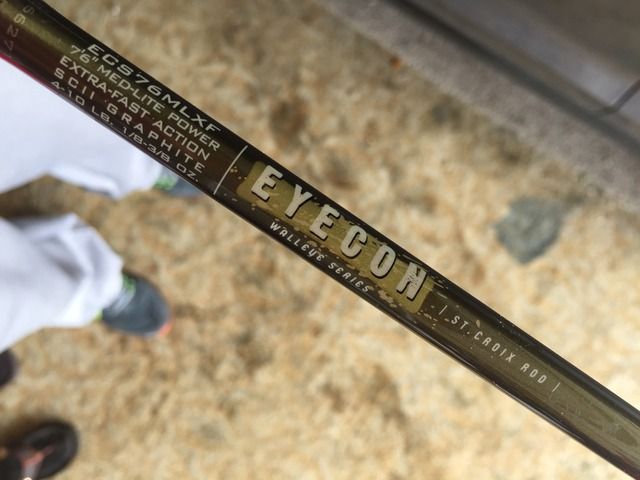 ECS76MLXF
7'6" MED-LITE POWER
EXTRA-FAST ACTION
SCII GRAPHITE
4-10 LB. 1/8-3/8 OZ.
EYECON
WALLEYE SERIES
| ST. CROIX ROD |